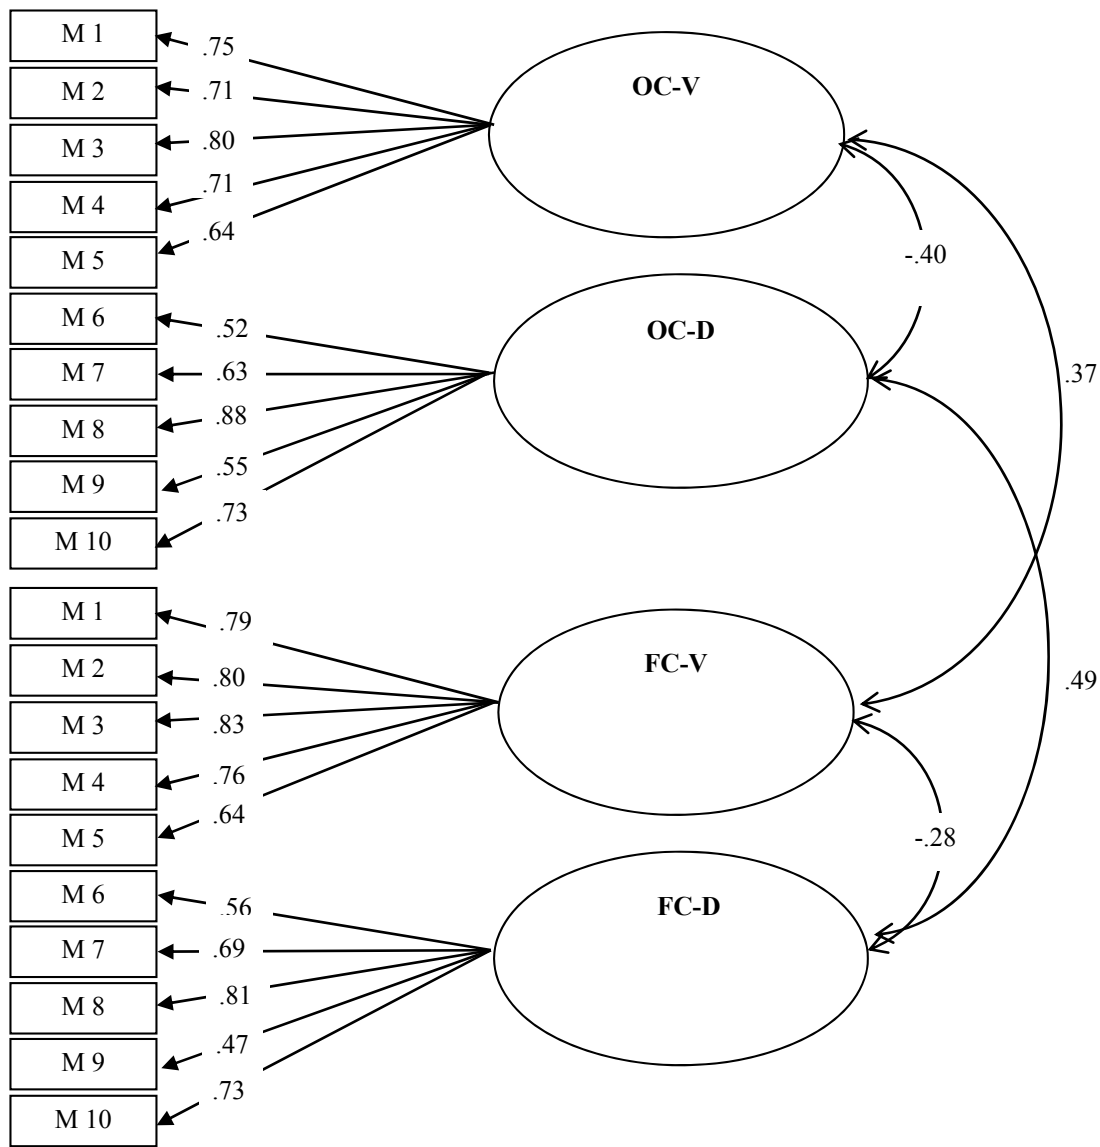 M 1
.75
M 2
.71
M 3
.80
M 4
.71
M 5
.64
OC-V
M 6
.52
M 7
.63
M 8
.88
M 9
.55
M 10
.73
OC-D
-.40
.37
M 1
.79
M 2
.80
M 3
.83
M 4
.76
M 5
.64
FC-V
.49
M 6
.56
M 7
.69
M 8
.81
M 9
.47
M 10
.73
FC-D
-.28